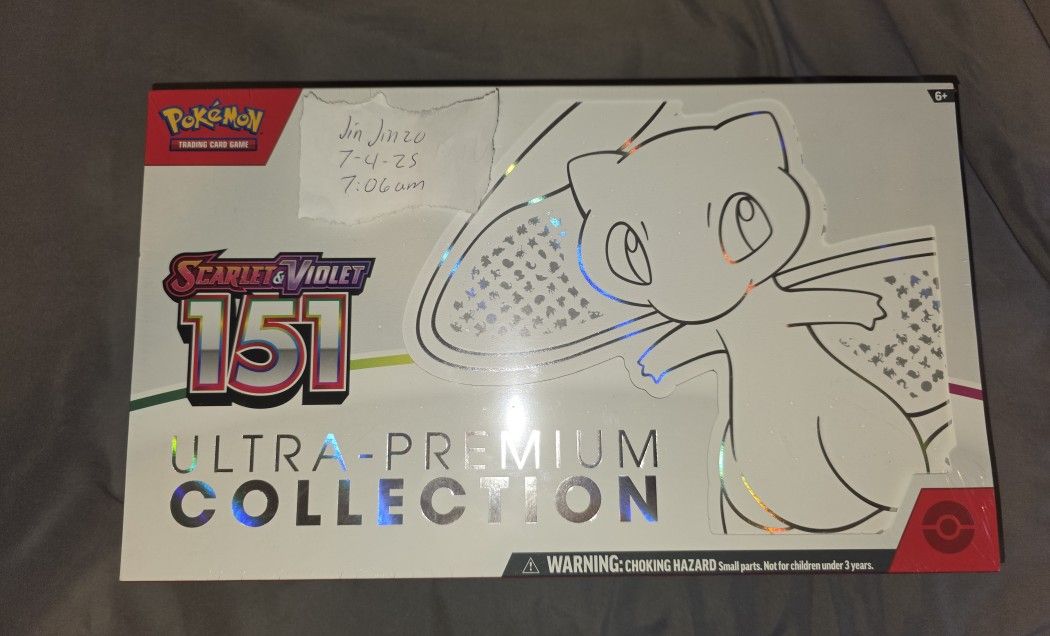 POKéMON
TRADING CARD GAME
Jin Jinzo
7-4-25
7:06am
6+
SCARLET & VIOLET
151
ULTRA-PREMIUM
COLLECTION
WARNING: CHOKING HAZARD Small parts. Not for children under 3 years.